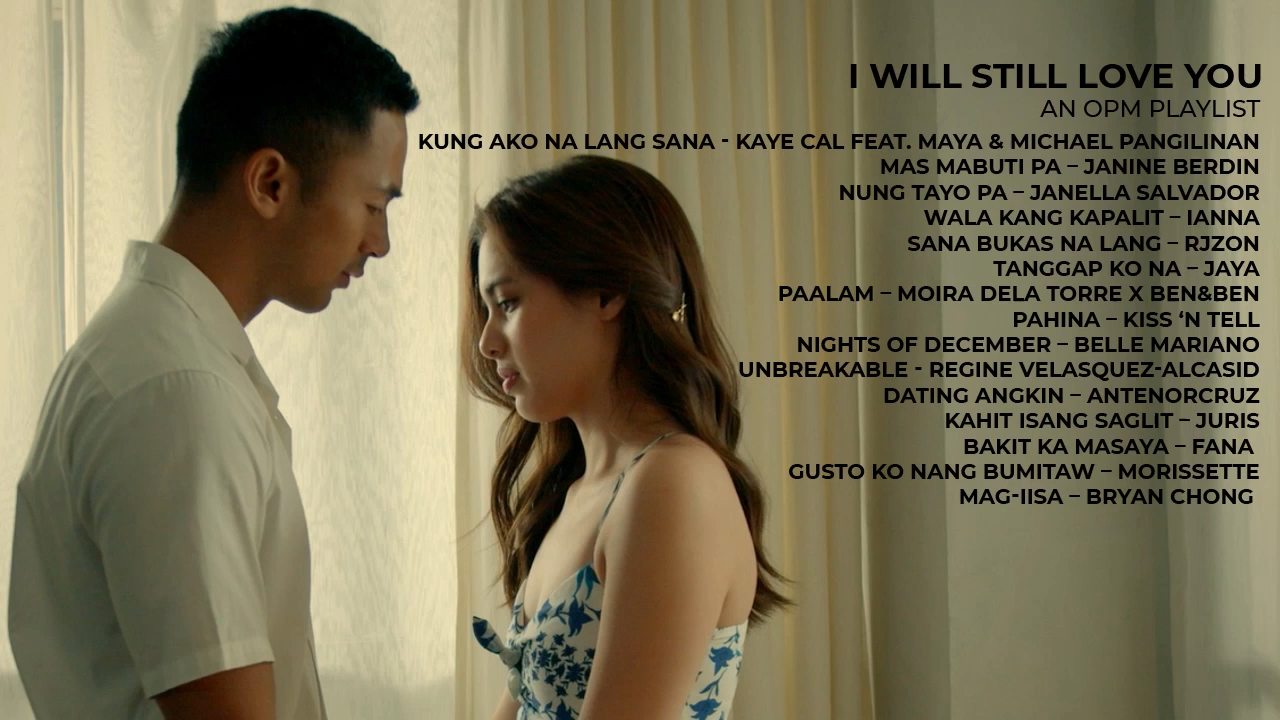 I WILL STILL LOVE YOU
AN OPM PLAYLIST
KUNG AKO NA LANG SANA - KAYE CAL FEAT. MAYA & MICHAEL PANGILINAN
MAS MABUTI PA – JANINE BERDIN
NUNG TAYO PA – JANELLA SALVADOR
WALA KANG KAPALIT – IANNA
SANA BUKAS NA LANG – RJZON
TANGGAP KO NA – JAYA
PAALAM – MOIRA DELA TORRE X BEN&BEN
PAHINA – KISS ‘N TELL
NIGHTS OF DECEMBER – BELLE MARIANO
UNBREAKABLE - REGINE VELASQUEZ-ALCASID
DATING ANGKIN – ANTENORCRUZ
KAHIT ISANG SAGLIT – JURIS
BAKIT KA MASAYA – FANA
GUSTO KO NANG BUMITAW – MORISSETTE
MAG-IISA – BRYAN CHONG